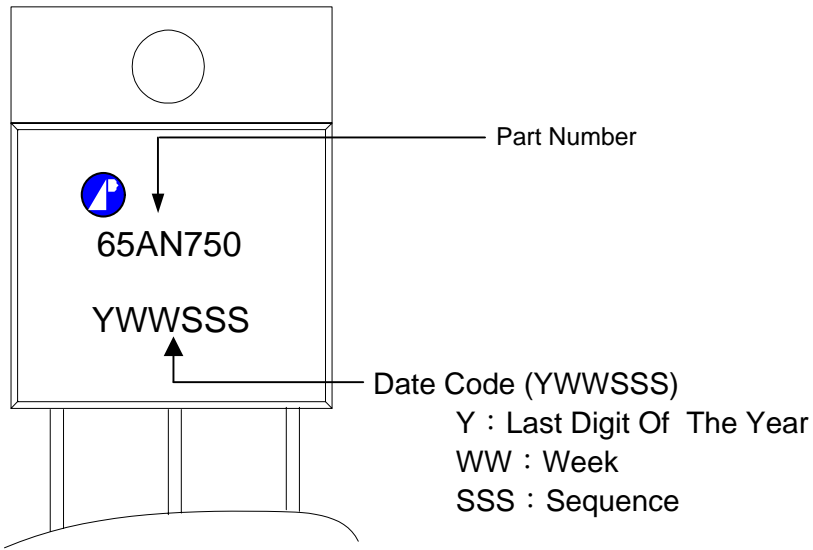 Part Number
65AN750
YWWSSS
Date Code (YWWSSS)
Y：Last Digit Of The Year
WW：Week
SSS：Sequence